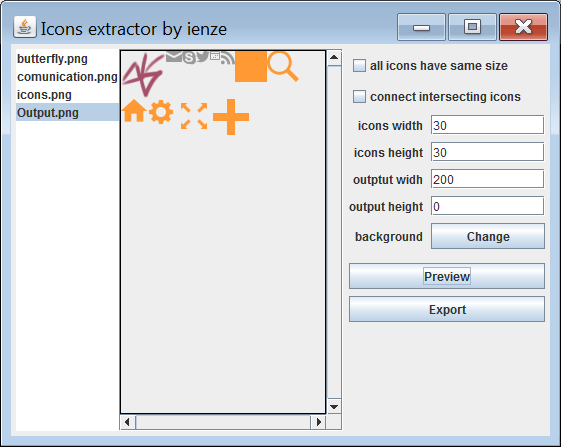 Icons extractor by ienze
butterfly.png
comunication.png
icons.png
Output.png
all icons have same size
connect intersecting icons
icons width 30
icons height 30
outptut widh 200
output height 0
background Change
Preview
Export